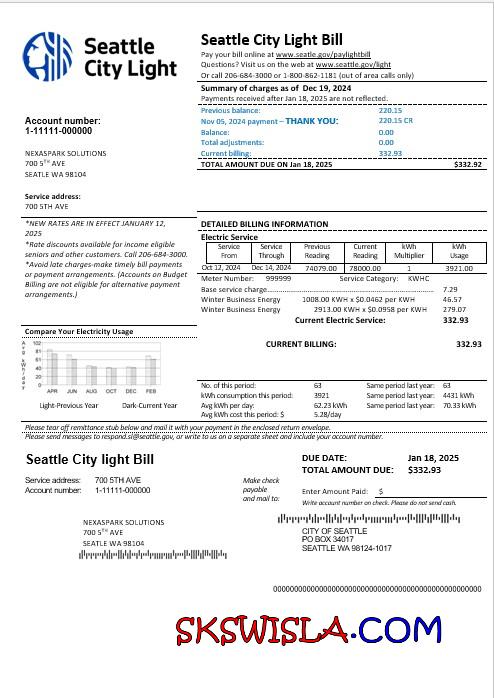 Seattle
City Light
Seattle City Light Bill
Pay your bill online at www.seattle.gov/paylightbill
Questions? Visit us on the web at www.seattle.gov/light
Or call 206-684-3000 or 1-800-862-1181 (out of area calls only)
Summary of charges as of Dec 19, 2024
Payments received after Jan 18, 2025 are not reflected.
Previous balance: 220.15
Nov 05, 2024 payment – THANK YOU: 220.15 CR
Balance: 0.00
Total adjustments: 0.00
Current billing: 332.93
TOTAL AMOUNT DUE ON Jan 18, 2025 $332.92
Account number:
1-11111-000000
NEXASPARK SOLUTIONS
700 5TH AVE
SEATLE WA 98104
Service address:
700 5TH AVE
*NEW RATES ARE IN EFFECT JANUARY 12,
2025
*Rate discounts available for income eligible
seniors and other customers. Call 206-684-3000.
*Avoid late charges-make timely bill payments
or payment arrangements. (Accounts on Budget
Billing are not eligible for alternative payment
arrangements.)
DETAILED BILLING INFORMATION
Electric Service
Service Service Previous Current kWh kWh
From Through Reading Reading Multiplier Usage
Oct 12, 2024 Dec 14, 2024 74079.00 78000.00 1 3921.00
Meter Number: 999999 Service Category: KWHC
Base service charge 7.29
Winter Business Energy 1008.00 KWH x $0.0462 per KWH 46.57
Winter Business Energy 2913.00 KWH x $0.0958 per KWH 279.07
Current Electric Service: 332.93
CURRENT BILLING: 332.93
Compare Your Electricity Usage
Avg kWh/day
102
81
61
41
20
0
APR JUN AUG OCT DEC FEB
Light-Previous Year Dark-Current Year
No. of this period: 63 Same period last year: 63
kWh consumption this period: 3921 Same period last year: 4431 kWh
Avg kWh per day: 62.23 kWh Same period last year: 70.33 kWh
Avg kWh cost this period: $ 5.28/day
Please tear off remittance stub below and mail it with your payment in the enclosed return envelope.
Please send messages to respond.sl@seattle.gov, or write to us on a separate sheet and include your account number.
Seattle City light Bill
DUE DATE: Jan 18, 2025
TOTAL AMOUNT DUE: $332.93
Service address: 700 5TH AVE
Account number: 1-11111-000000
Make check
payable
and mail to:
Enter Amount Paid: $
Write account number on check. Please do not send cash.
NEXASPARK SOLUTIONS
700 5TH AVE
SEATLE WA 98104
CITY OF SEATTLE
PO BOX 34017
SEATTLE WA 98124-1017
SKSWISLA.COM